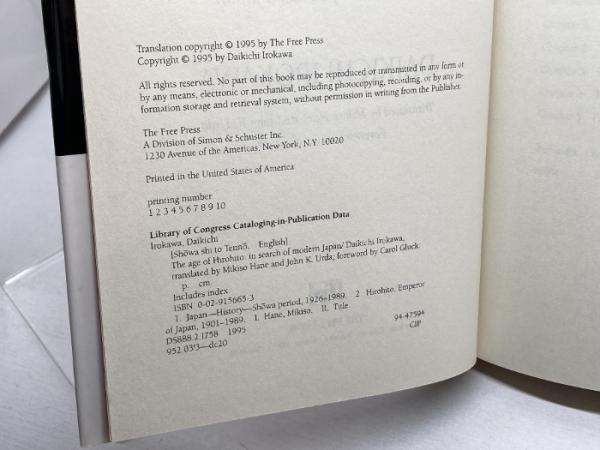 Translation copyright © 1995 by The Free Press
Copyright © 1995 by Daikichi Irokawa
All rights reserved. No part of this book may be reproduced or transmitted in any form or
by any means, electronic or mechanical, including photocopying, recording, or by any in-
formation storage and retrieval system, without permission in writing from the Publisher.
The Free Press
A Division of Simon & Schuster Inc.
1230 Avenue of the Americas, New York, N.Y. 10020
Printed in the United States of America
printing number
1 2 3 4 5 6 7 8 9 10
Library of Congress Cataloging-in-Publication Data
Irokawa, Daikichi
[Shōwa shi to Tennō. English]
The age of Hirohito: in search of modern Japan/ Daikichi Irokawa,
translated by Mikiso Hane and John K. Urda; foreword by Carol Gluck.
p. cm.
Includes index.
ISBN 0-02-915665-3
1. Japan—History—Shōwa period, 1926–1989. 2. Hirohito, Emperor
of Japan, 1901–1989. I. Hane, Mikiso. II. Title.
DS888.2.I758 1995
952.03'3—dc20
94-47594
CIP